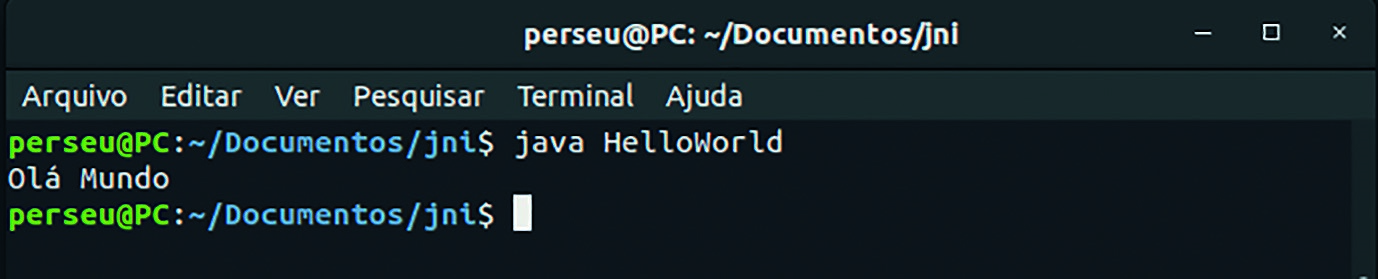 perseu@PC: ~/Documentos/jni
Arquivo Editar Ver Pesquisar Terminal Ajuda
perseu@PC:~/Documentos/jni$ java HelloWorld
Olá Mundo
perseu@PC:~/Documentos/jni$